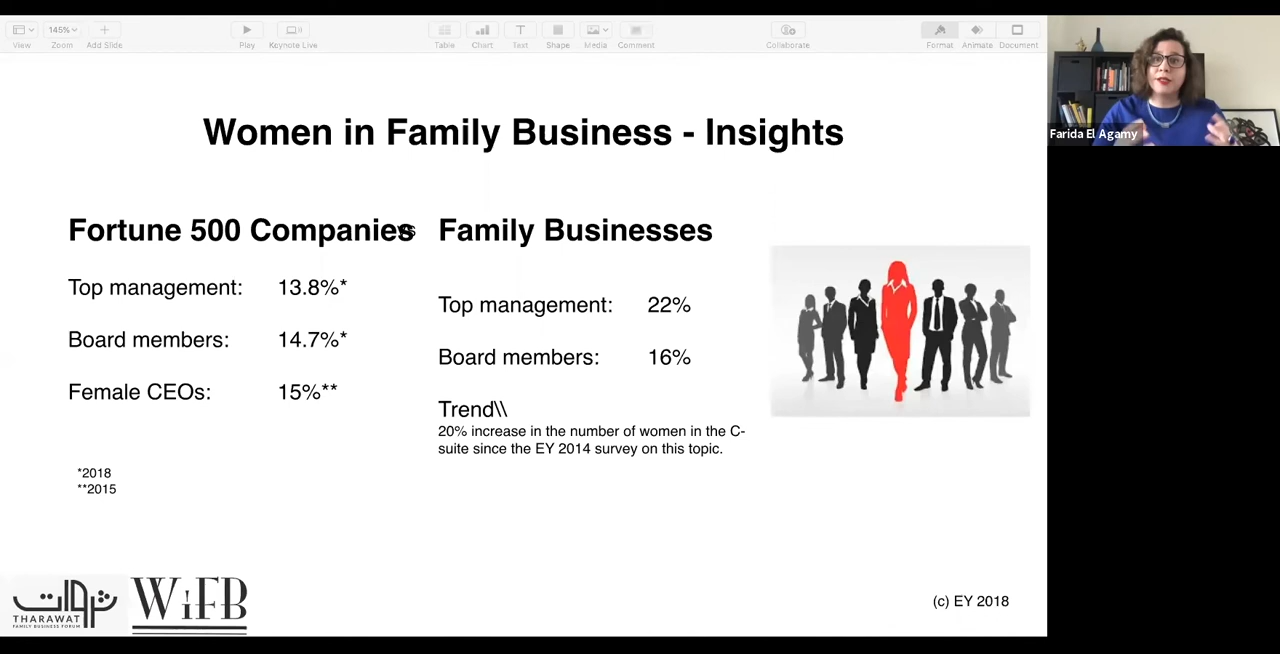 View
145%
Zoom
Add Slide
Play
Keynote Live
Table
Chart
Text
Shape
Media
Comment
Collaborate
Format
Animate
Document
Farida El Agamy
Women in Family Business - Insights
Fortune 500 Companies
vs
Family Businesses
Top management: 13.8%*
Board members: 14.7%*
Female CEOs: 15%**
*2018
**2015
Top management: 22%
Board members: 16%
Trend\\
20% increase in the number of women in the C-
suite since the EY 2014 survey on this topic.
ثروات
THARAWAT
FAMILY BUSINESS FORUM
WiFB
(c) EY 2018